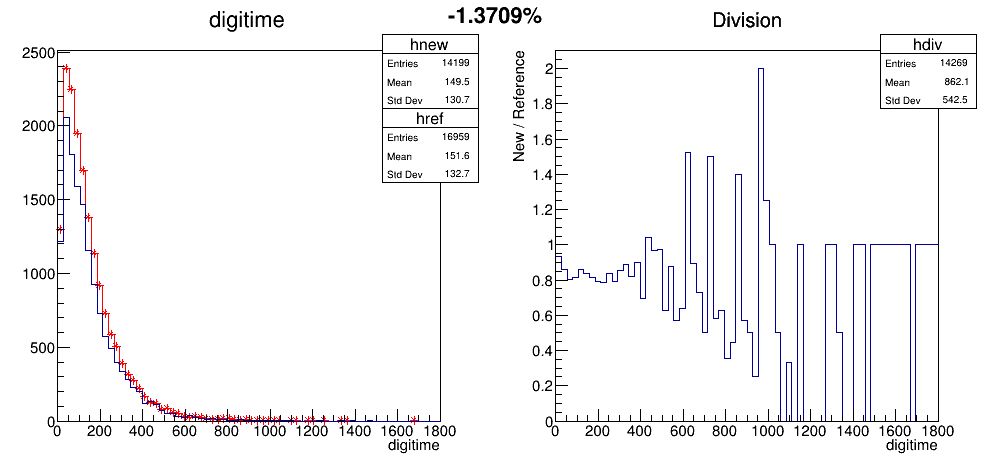 -1.3709%
digitime
hnew
Entries 14199
Mean 149.5
Std Dev 130.7
href
Entries 16959
Mean 151.6
Std Dev 132.7
2500
2000
1500
1000
500
0
0 200 400 600 800 1000 1200 1400 1600 1800
digitime
Division
hdiv
Entries 14269
Mean 862.1
Std Dev 542.5
New / Reference
2
1.8
1.6
1.4
1.2
1
0.8
0.6
0.4
0.2
0
0 200 400 600 800 1000 1200 1400 1600 1800
digitime